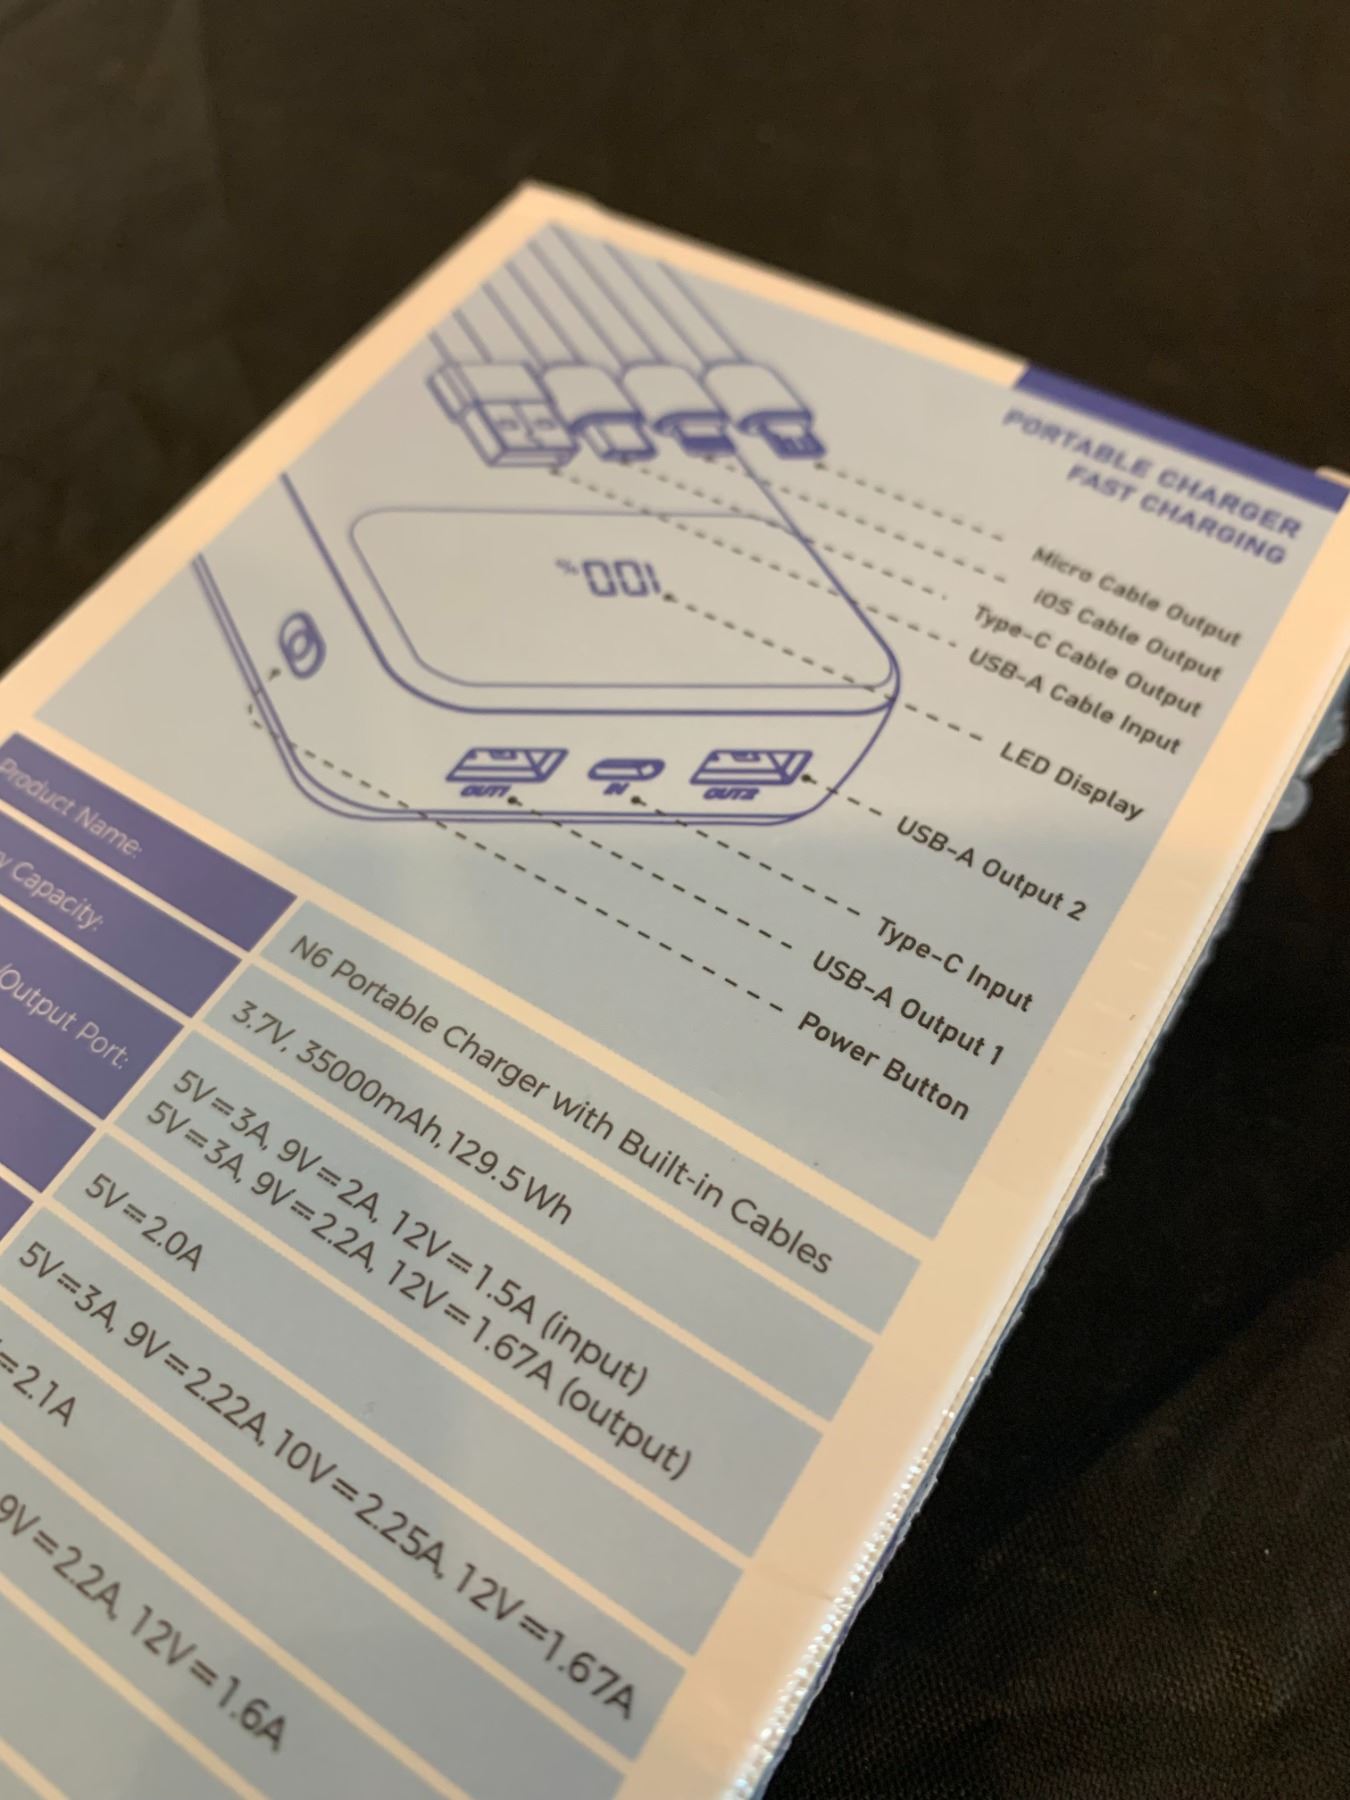 PORTABLE CHARGER
FAST CHARGING
Micro Cable Output
iOS Cable Output
Type-C Cable Output
USB-A Cable Input
LED Display
USB-A Output 2
Type-C Input
USB-A Output 1
Power Button
100%
OUT1
IN
OUT2
Product Name:
N6 Portable Charger with Built-in Cables
Capacity:
3.7V, 35000mAh, 129.5Wh
/Output Port:
5V⎓3A, 9V⎓2A, 12V⎓1.5A (input)
5V⎓3A, 9V⎓2.2A, 12V⎓1.67A (output)
5V⎓2.0A
5V⎓3A, 9V⎓2.22A, 10V⎓2.25A, 12V⎓1.67A
⎓2.1A
9V⎓2.2A, 12V⎓1.6A